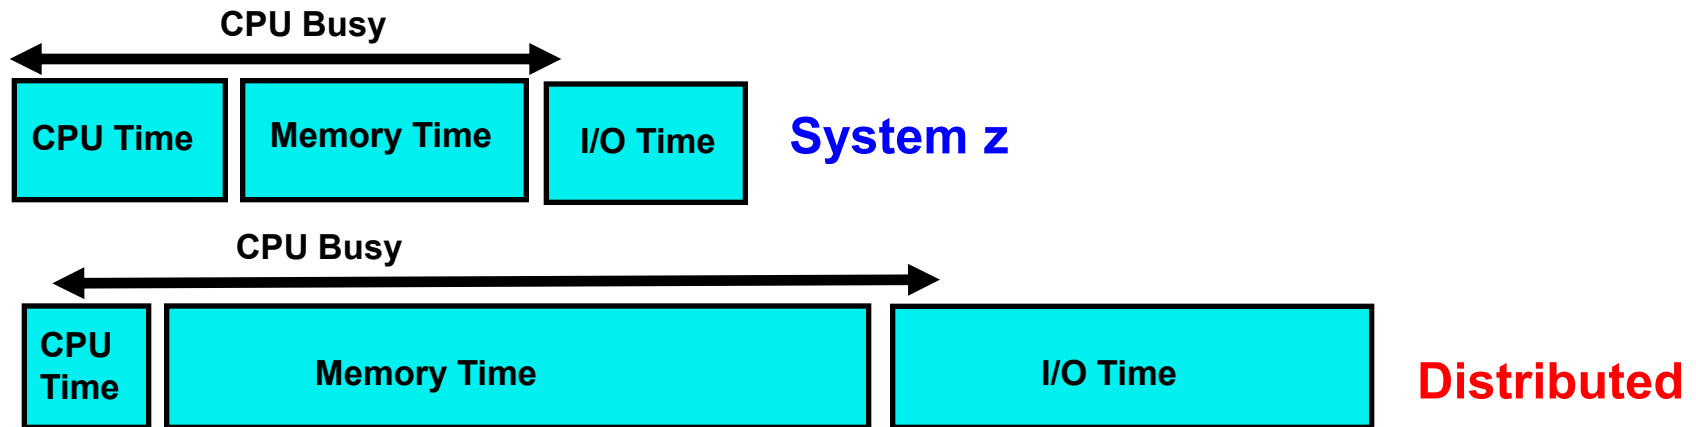 CPU Busy
CPU Time
Memory Time
I/O Time
System z
CPU Busy
CPU
Time
Memory Time
I/O Time
Distributed